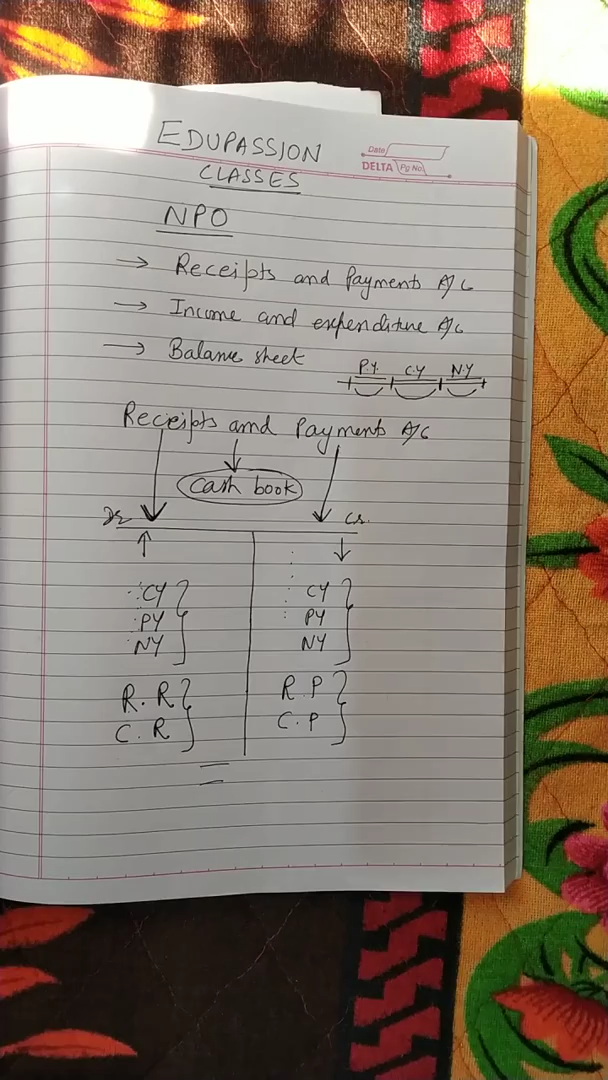 EDUPASSION
CLASSES
Date
DELTA Pg No
NPO
→ Receipts and Payments A/C
→ Income and expenditure A/C
→ Balance sheet
P.Y. C.Y N.Y
Receipts and Payments A/C
Cash book
Dr Cr.
CY CY
PY PY
NY NY
R. R R. P
C. R C. P